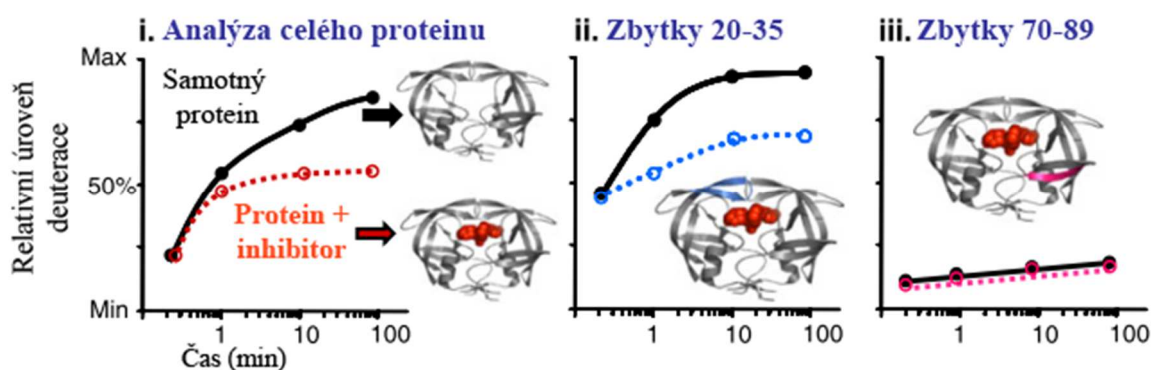 i. Analýza celého proteinu
Max
50%
Min
Relativní úroveň
deuterace
Samotný
protein
Protein +
inhibitor
1
10
100
Čas (min)
ii. Zbytky 20-35
1
10
100
iii. Zbytky 70-89
1
10
100